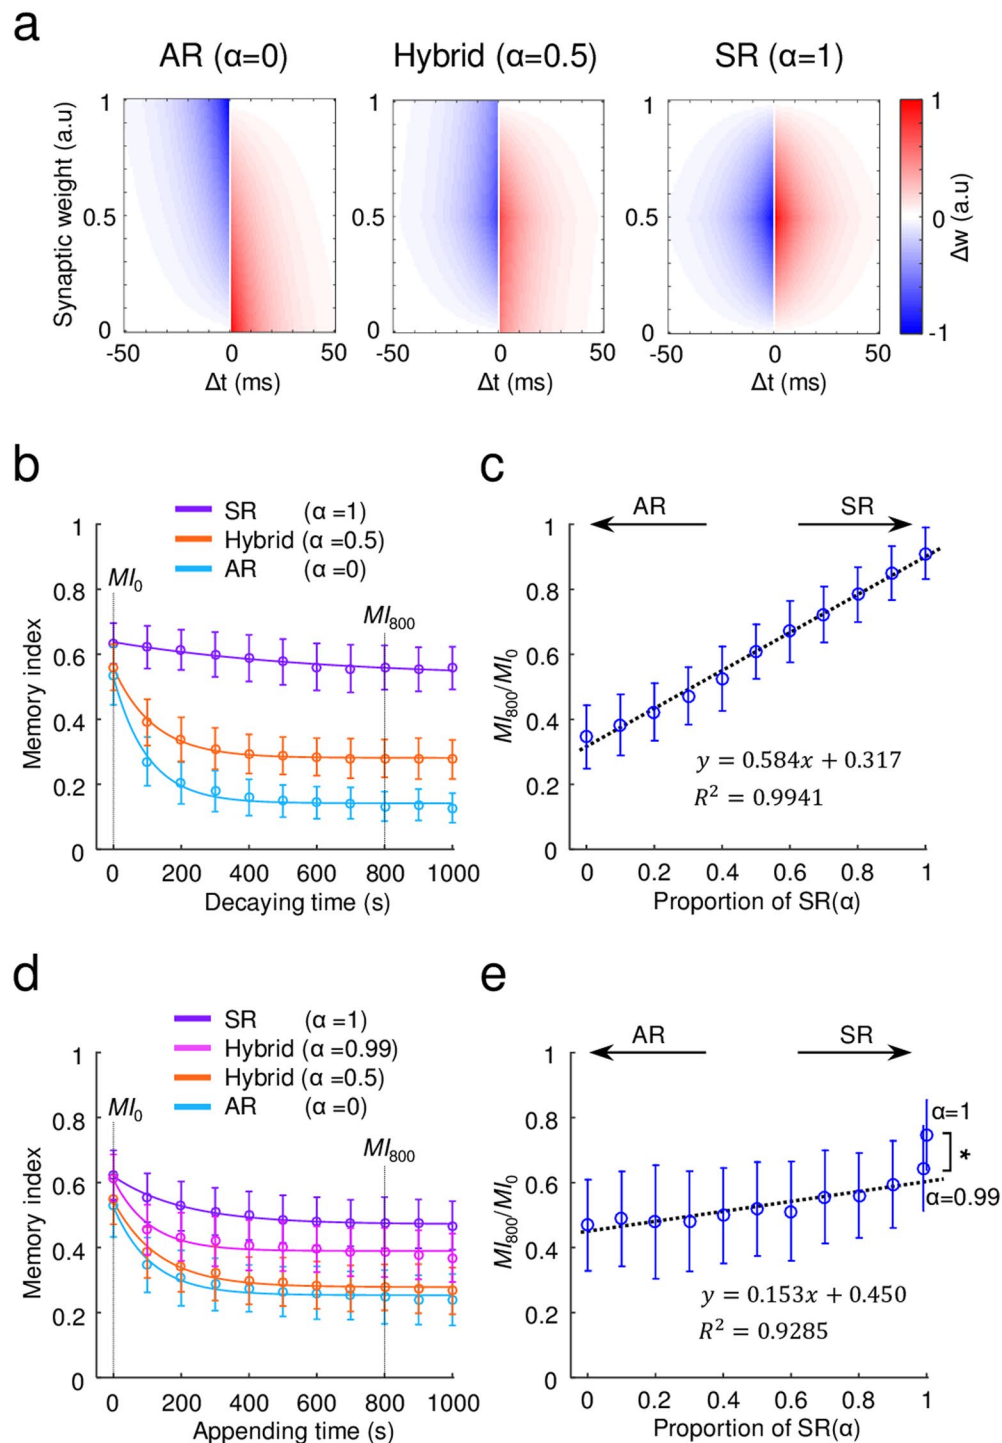 a
AR (α=0)
Hybrid (α=0.5)
SR (α=1)
Synaptic weight (a.u)
1
0.5
0
-50
0
50
Δt (ms)
-50
0
50
Δt (ms)
-50
0
50
Δt (ms)
1
0
-1
Δw (a.u)
b
SR (α =1)
Hybrid (α =0.5)
AR (α =0)
MI0
MI800
Memory index
1
0.8
0.6
0.4
0.2
0
0 200 400 600 800 1000
Decaying time (s)
c
AR
SR
MI800/MI0
1
0.8
0.6
0.4
0.2
0
y = 0.584x + 0.317
R² = 0.9941
0 0.2 0.4 0.6 0.8 1
Proportion of SR(α)
d
SR (α =1)
Hybrid (α =0.99)
Hybrid (α =0.5)
AR (α =0)
MI0
MI800
Memory index
1
0.8
0.6
0.4
0.2
0
0 200 400 600 800 1000
Appending time (s)
e
AR
SR
MI800/MI0
1
0.8
0.6
0.4
0.2
0
α=1
*
α=0.99
y = 0.153x + 0.450
R² = 0.9285
0 0.2 0.4 0.6 0.8 1
Proportion of SR(α)